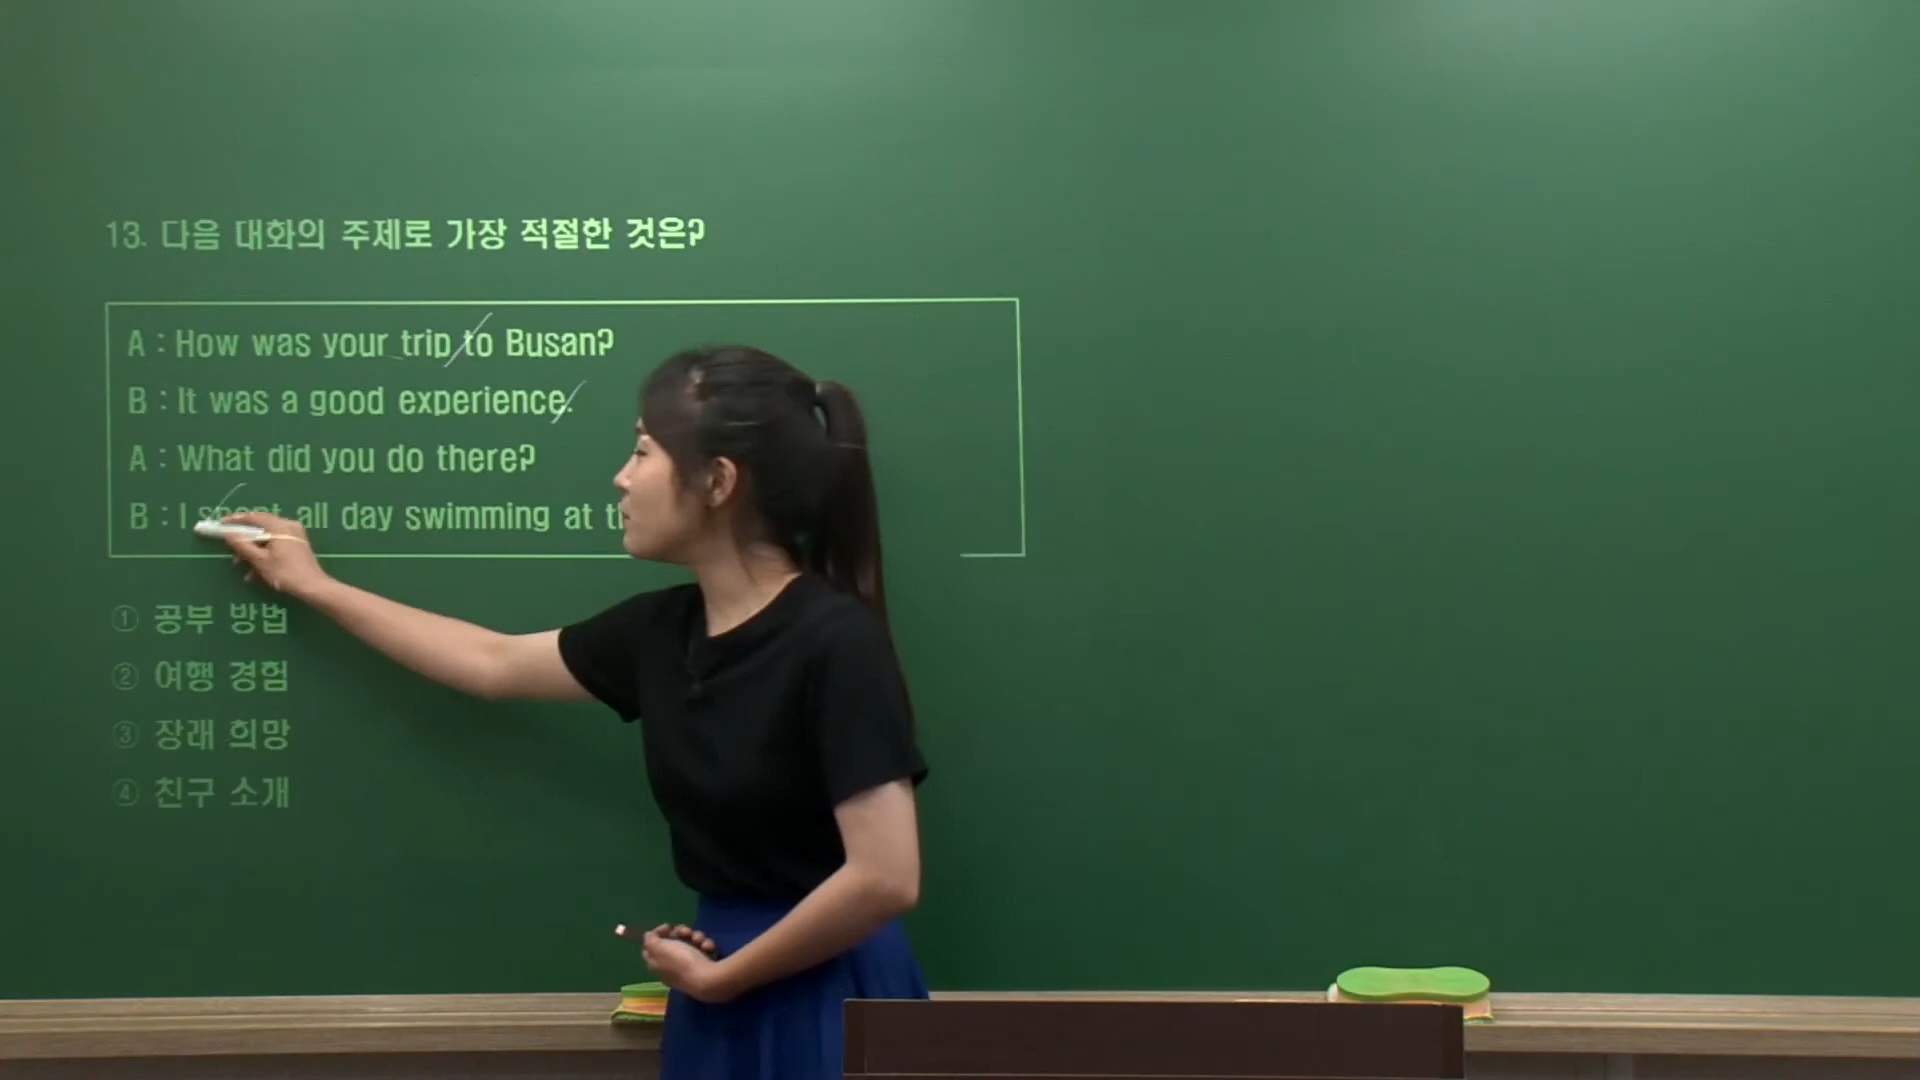 13. 다음 대화의 주제로 가장 적절한 것은?
A : How was your trip to Busan?
B : It was a good experience.
A : What did you do there?
B : I spent all day swimming at
① 공부 방법
② 여행 경험
③ 장래 희망
④ 친구 소개